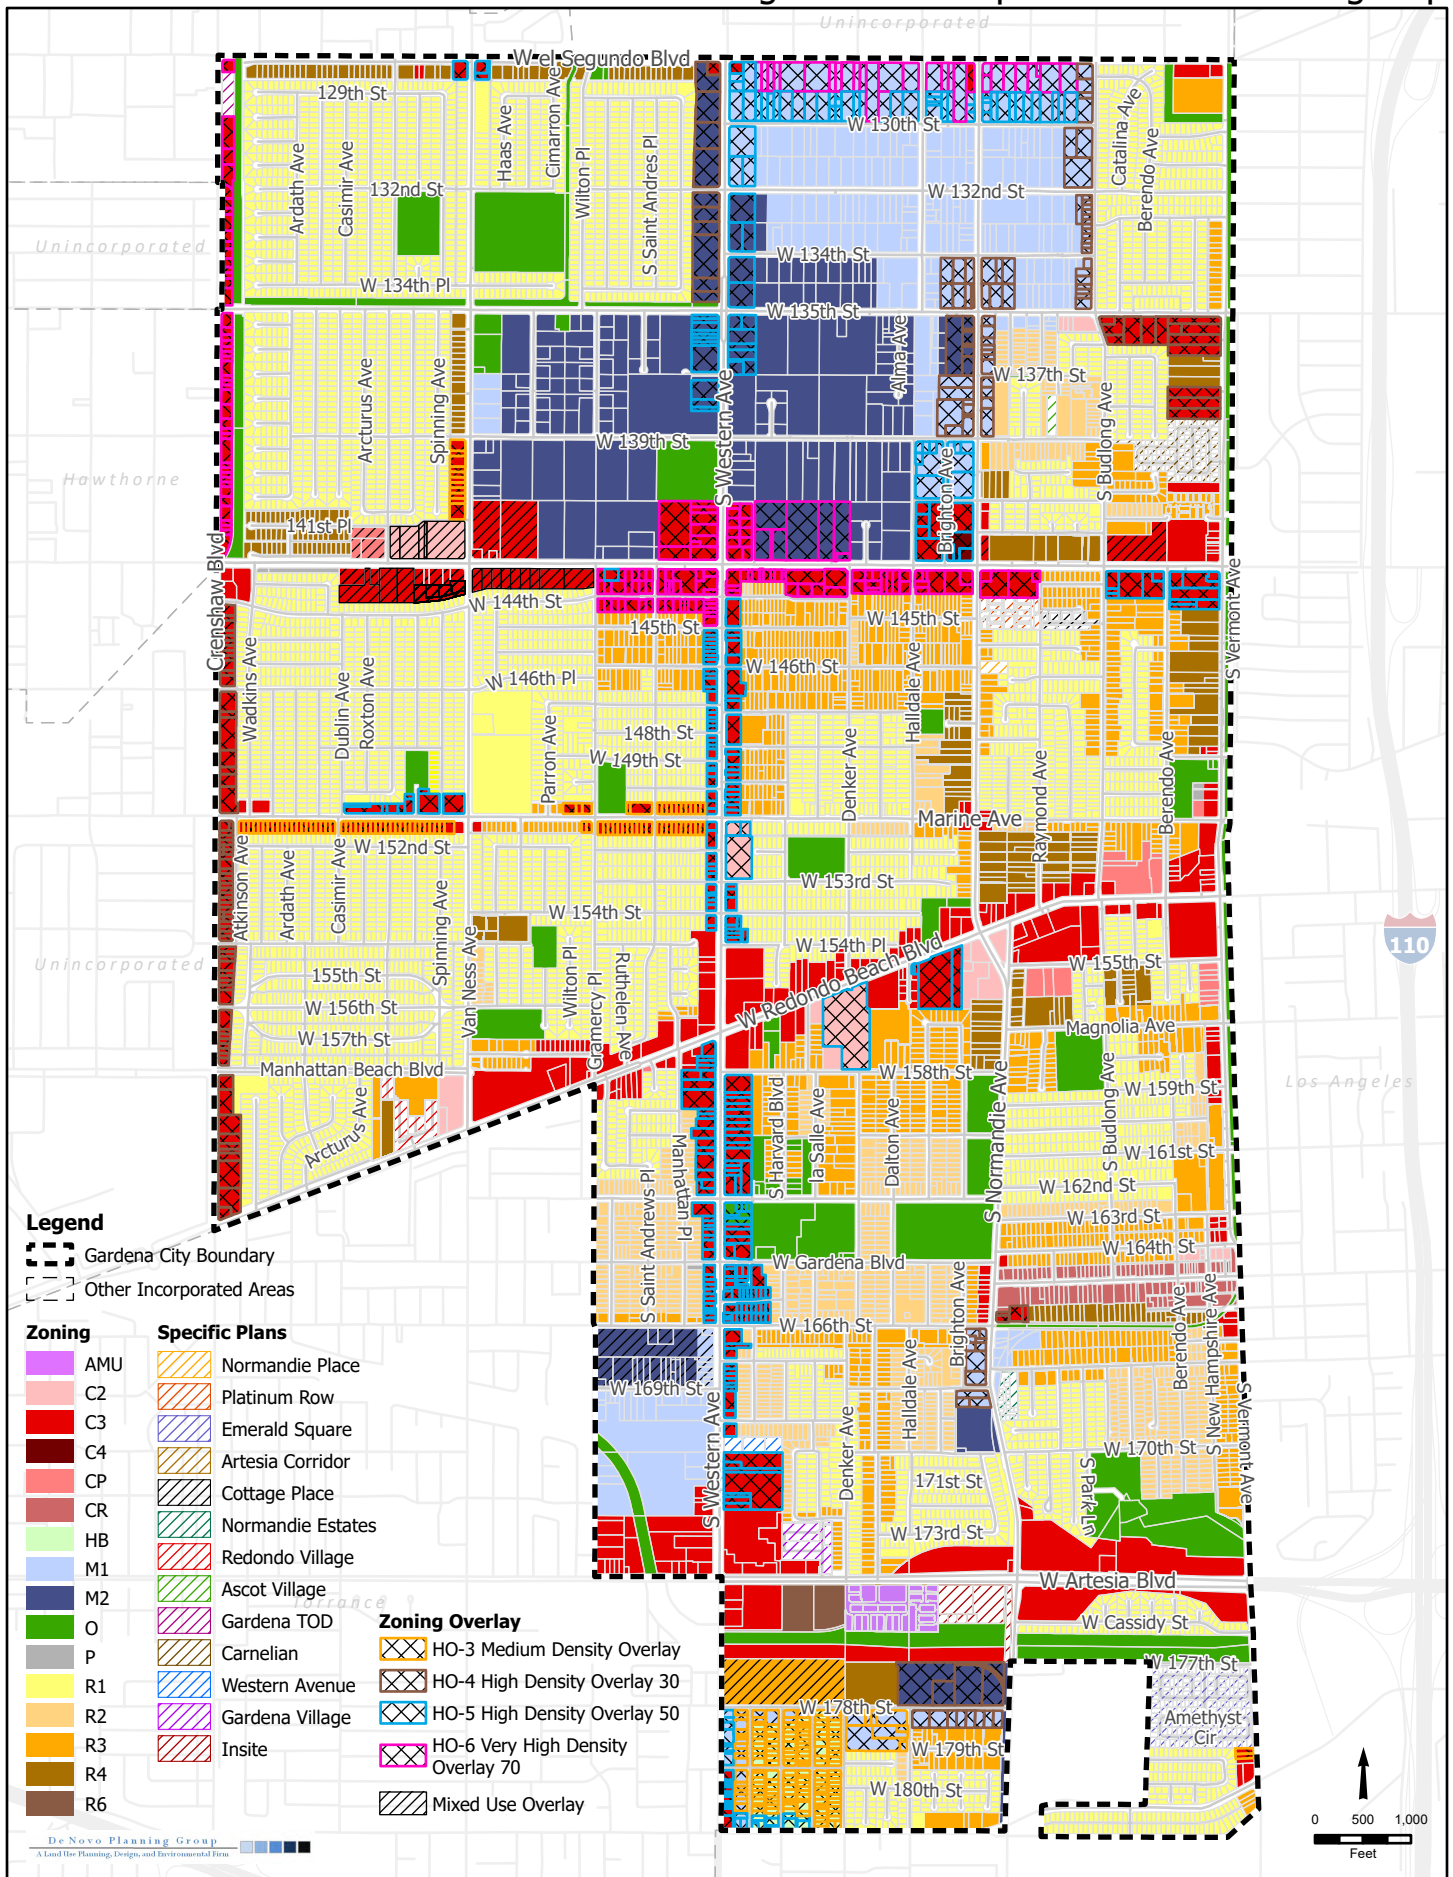 Unincorporated
W el Segundo Blvd
129th St
Ardath Ave
Casimir Ave
Haas Ave
Cimarron Ave
Wilton Pl
S Saint Andres Pl
W 130th St
Catalina Ave
Berendo Ave
132nd St
W 132nd St
Unincorporated
W 134th St
W 134th Pl
W 135th St
Arcturus Ave
Spinning Ave
S Western Ave
Alma Ave
W 137th St
S Budlong Ave
W 139th St
Hawthorne
Brighton Ave
141st Pl
Crenshaw Blvd
W 144th St
145th St
W 145th St
S Vermont Ave
Wadkins Ave
Dublin Ave
Roxton Ave
W 146th Pl
W 146th St
Halldale Ave
148th St
W 149th St
Parron Ave
Denker Ave
Raymond Ave
Berendo Ave
Marine Ave
W 152nd St
Atkinson Ave
Ardath Ave
Casimir Ave
Spinning Ave
W 153rd St
W 154th St
Van Ness Ave
W 154th Pl
W Redondo Beach Blvd
110
Unincorporated
155th St
W 155th St
W 156th St
Wilton Pl
Gramercy Pl
Ruthelen Ave
W 157th St
Magnolia Ave
Manhattan Beach Blvd
W 158th St
Los Angeles
W 159th St
Arcturus Ave
S Harvard Blvd
la Salle Ave
Dalton Ave
S Normandie Ave
S Budlong Ave
Manhattan Pl
S Saint Andrews Pl
W 161st St
W 162nd St
W 163rd St
W 164th St
W Gardena Blvd
Brighton Ave
Berendo Ave
S New Hampshire Ave
W 166th St
Halldale Ave
W 169th St
S Western Ave
Denker Ave
S Vermont Ave
W 170th St
171st St
S Park Ln
W 173rd St
W Artesia Blvd
W Cassidy St
W 177th St
W 178th St
Amethyst
Cir
W 179th St
W 180th St
Torrance
Legend
Gardena City Boundary
Other Incorporated Areas
Zoning
AMU
C2
C3
C4
CP
CR
HB
M1
M2
O
P
R1
R2
R3
R4
R6
Specific Plans
Normandie Place
Platinum Row
Emerald Square
Artesia Corridor
Cottage Place
Normandie Estates
Redondo Village
Ascot Village
Gardena TOD
Carnelian
Western Avenue
Gardena Village
Insite
Zoning Overlay
HO-3 Medium Density Overlay
HO-4 High Density Overlay 30
HO-5 High Density Overlay 50
HO-6 Very High Density
Overlay 70
Mixed Use Overlay
De Novo Planning Group
A Land Use Planning, Design, and Environmental Firm
0 500 1,000
Feet